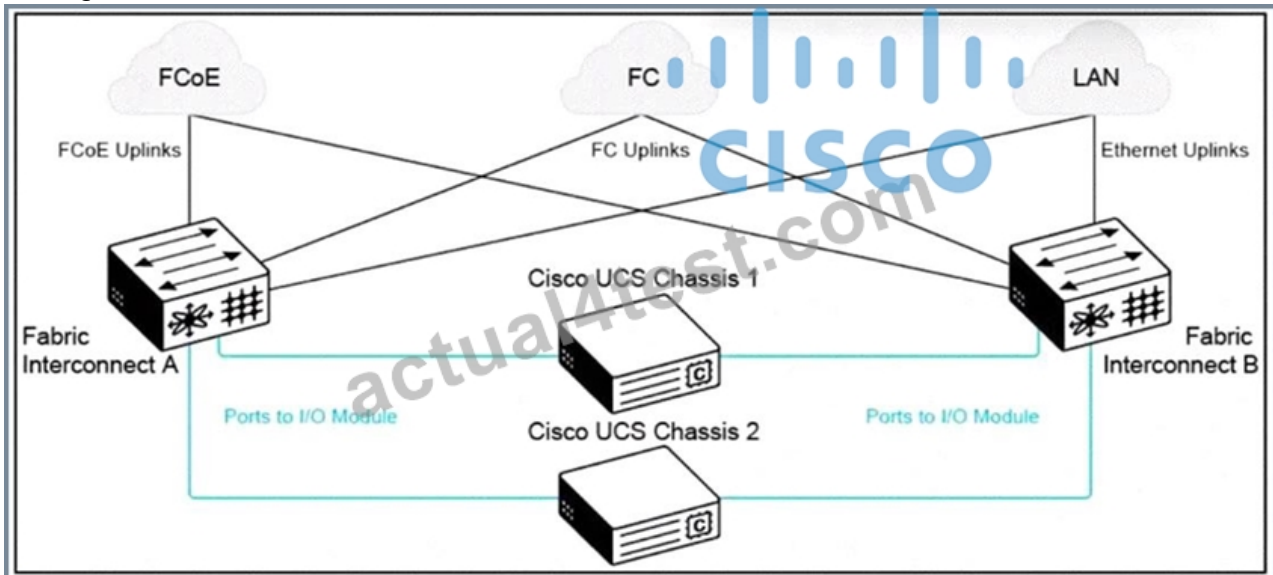 FCoE
FC
LAN
CISCO
FCoE Uplinks
FC Uplinks
Ethernet Uplinks
actual4test.com
Cisco UCS Chassis 1
Fabric
Interconnect A
Fabric
Interconnect B
Ports to I/O Module
Ports to I/O Module
Cisco UCS Chassis 2
C
C